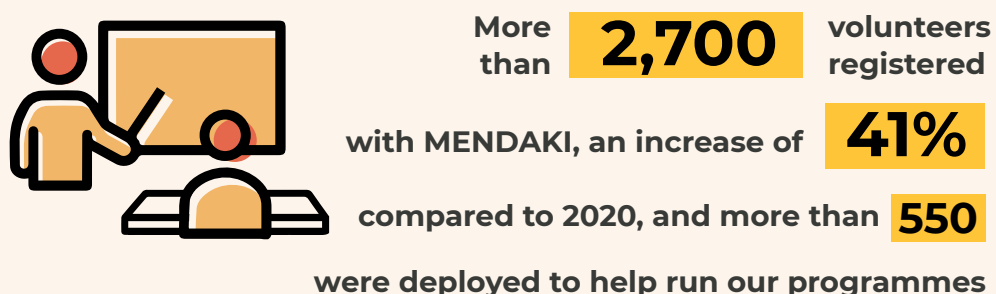 More than 2,700 volunteers registered
with MENDAKI, an increase of 41%
compared to 2020, and more than 550
were deployed to help run our programmes